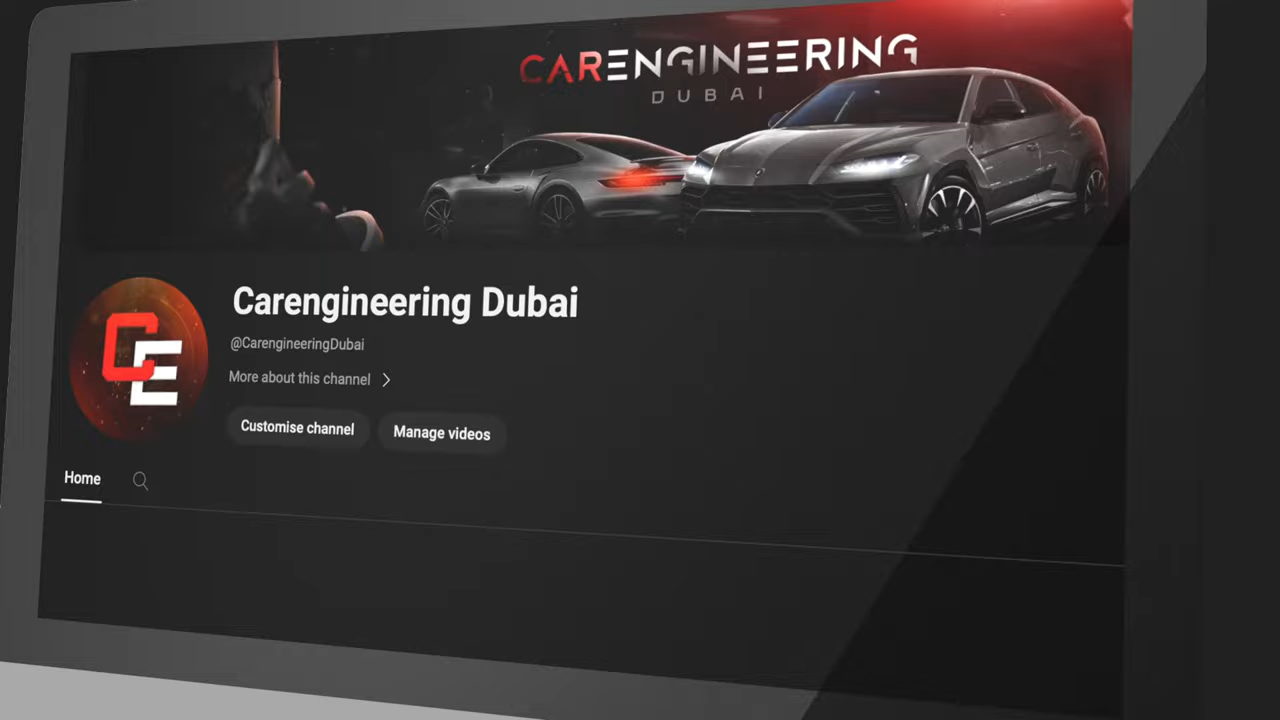 CARENGINEERING
DUBAI
Carengineering Dubai
@CarengineeringDubai
More about this channel
CE
Customise channel
Manage videos
Home